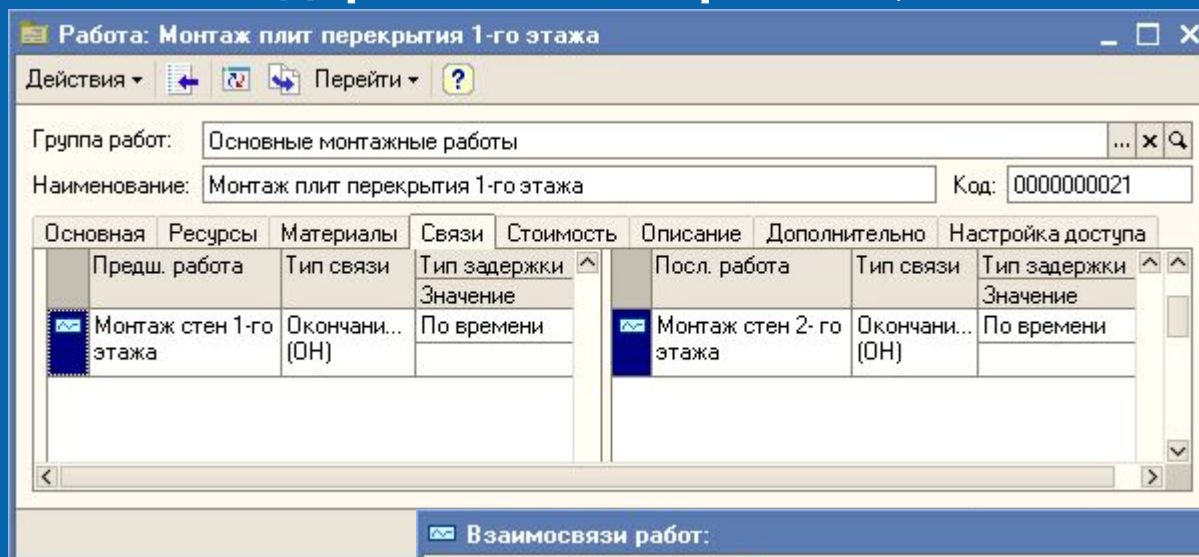 Работа: Монтаж плит перекрытия 1-го этажа
Действия Перейти ?
Группа работ: Основные монтажные работы ... x
Наименование: Монтаж плит перекрытия 1-го этажа Код: 0000000021
Основная Ресурсы Материалы Связи Стоимость Описание Дополнительно Настройка доступа
Предш. работа Тип связи Тип задержки Посл. работа Тип связи Тип задержки
Значение Значение
Монтаж стен 1-го Окончани... По времени Монтаж стен 2- го Окончани... По времени
этажа (ОН) этажа (ОН)
Взаимосвязи работ: